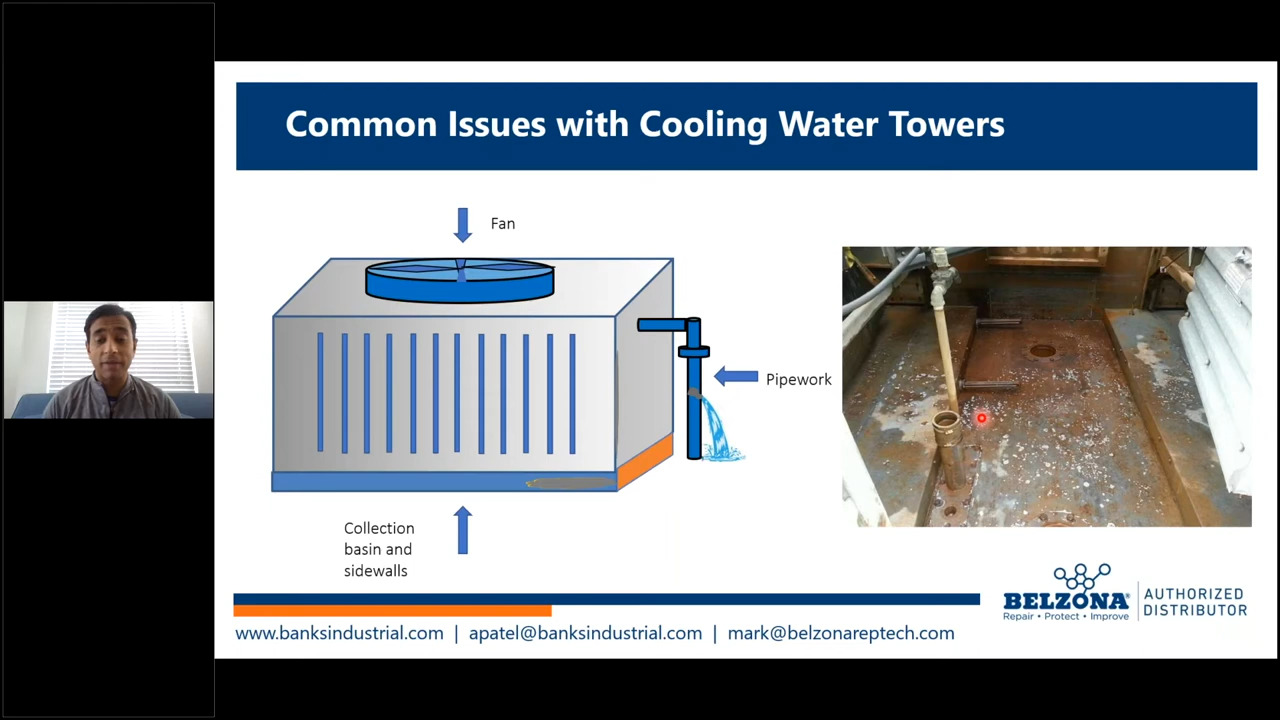 Common Issues with Cooling Water Towers
Fan
Pipework
Collection
basin and
sidewalls
BELZONA®
Repair • Protect • Improve
AUTHORIZED
DISTRIBUTOR
www.banksindustrial.com | apatel@banksindustrial.com | mark@belzonareptech.com